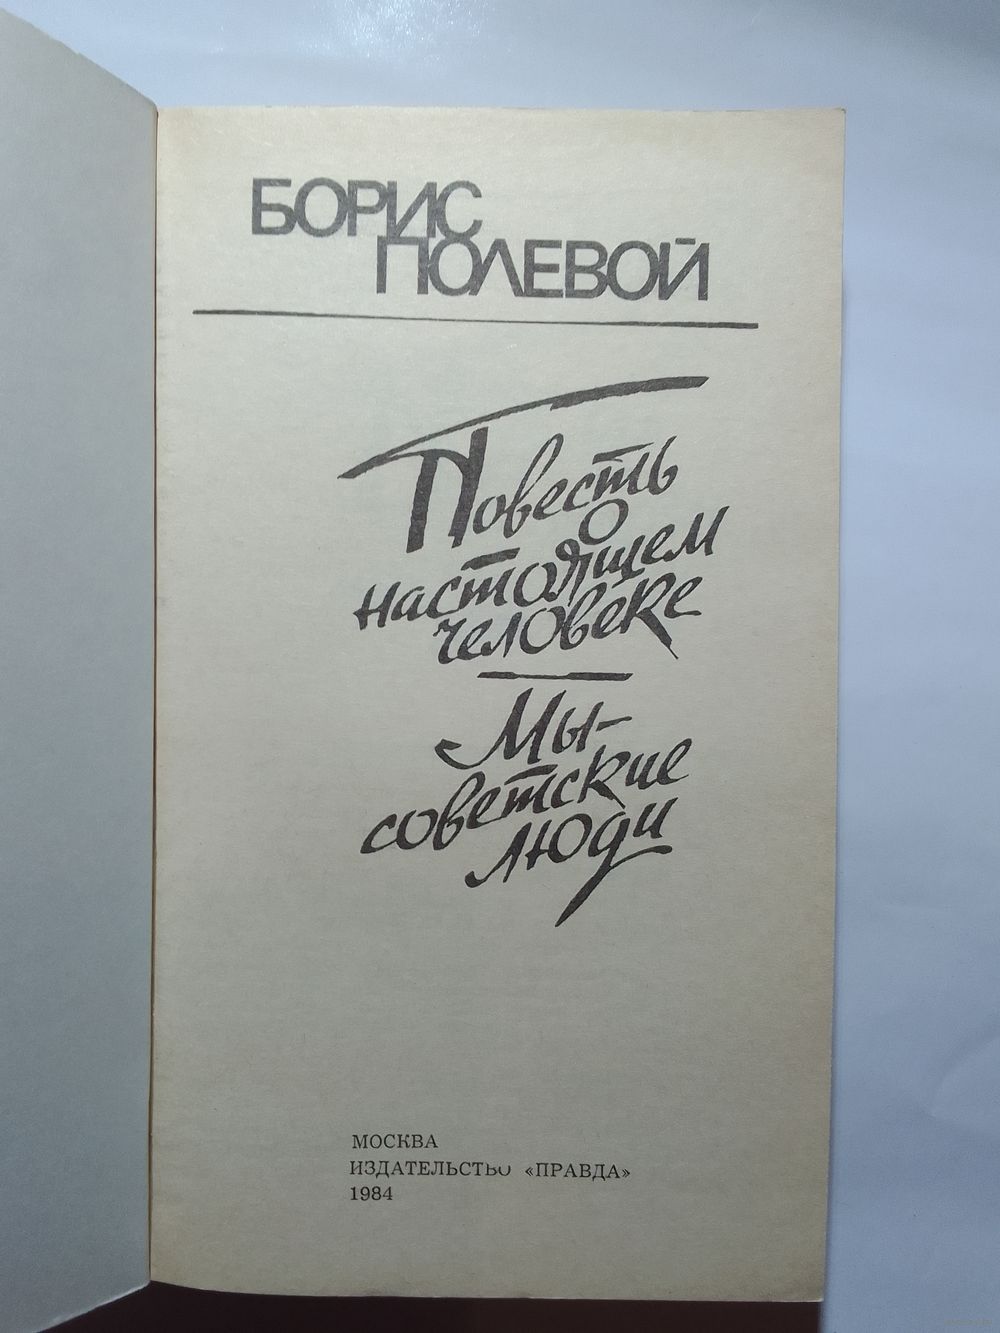 БОРИС
ПОЛЕВОЙ
Повесть
о
настоящем
человеке
Мы-
советские
люди
МОСКВА
ИЗДАТЕЛЬСТВО «ПРАВДА»
1984